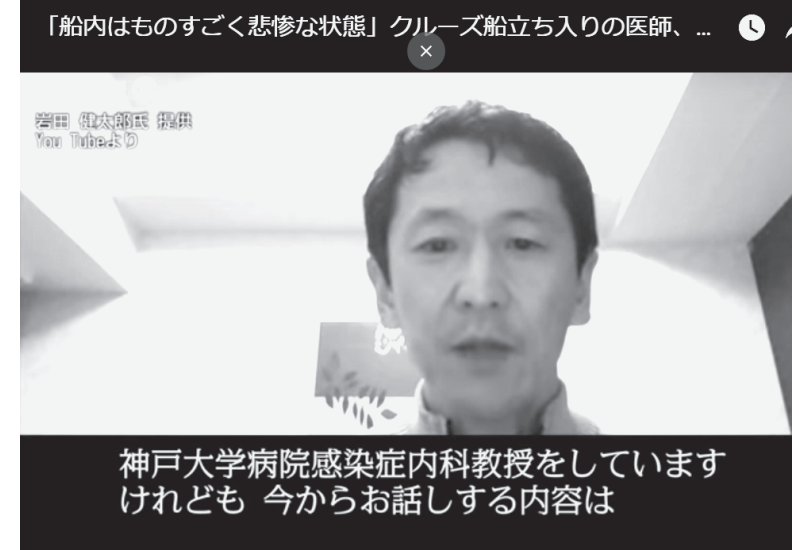 「船内はものすごく悲惨な状態」クルーズ船立ち入りの医師、...
岩田 健太郎氏 提供
You Tubeより
神戸大学病院感染症内科教授をしています
けれども 今からお話しする内容は